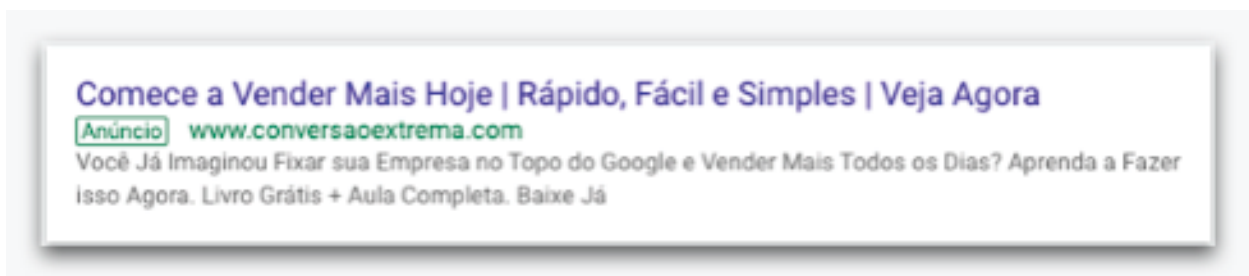 Comece a Vender Mais Hoje | Rápido, Fácil e Simples | Veja Agora
Anúncio www.conversaoextrema.com
Você Já Imaginou Fixar sua Empresa no Topo do Google e Vender Mais Todos os Dias? Aprenda a Fazer
isso Agora. Livro Grátis + Aula Completa. Baixe Já